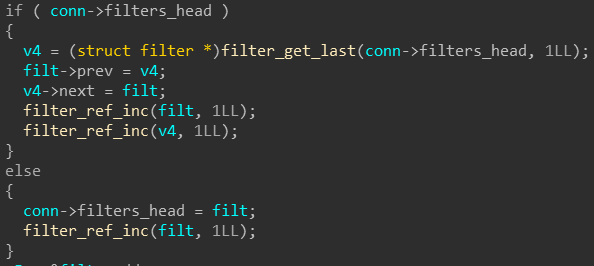 if ( conn->filters_head )
{
v4 = (struct filter *)filter_get_last(conn->filters_head, 1LL);
filt->prev = v4;
v4->next = filt;
filter_ref_inc(filt, 1LL);
filter_ref_inc(v4, 1LL);
}
else
{
conn->filters_head = filt;
filter_ref_inc(filt, 1LL);
}